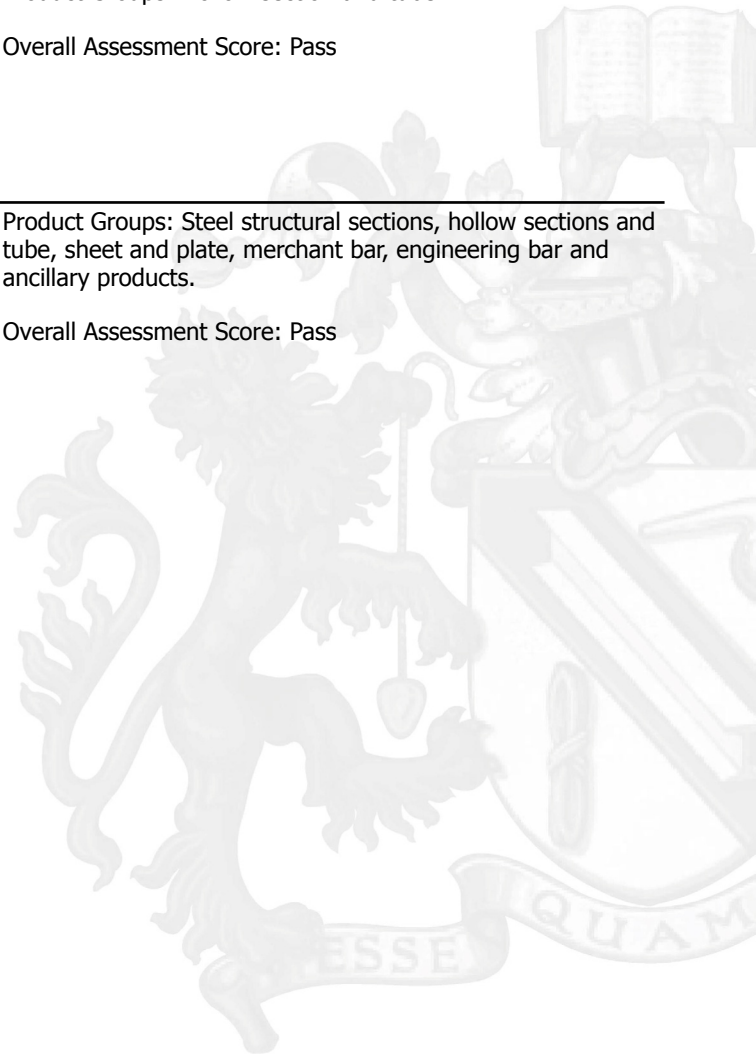 Overall Assessment Score: Pass
Product Groups: Steel structural sections, hollow sections and
tube, sheet and plate, merchant bar, engineering bar and
ancillary products.
Overall Assessment Score: Pass
ESSE
QUAM